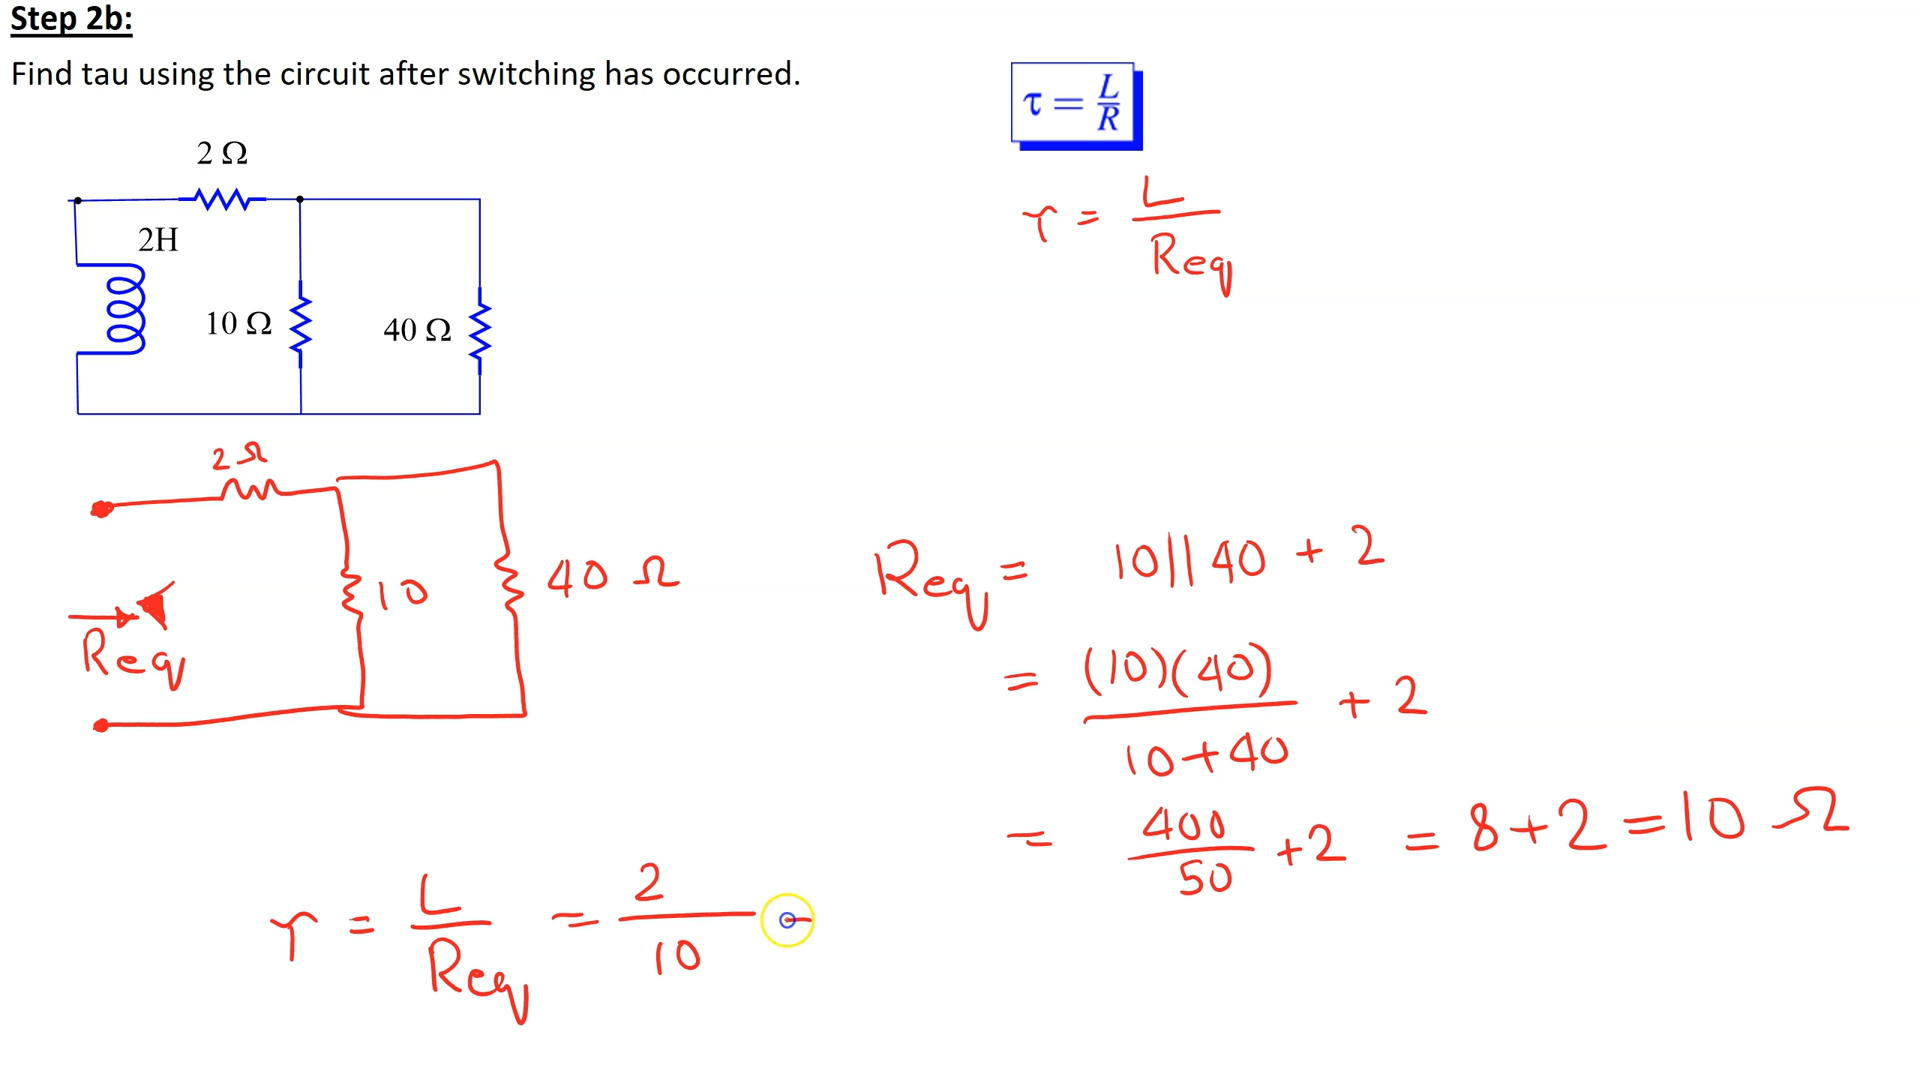 Step 2b:
Find tau using the circuit after switching has occurred.
τ = L/R
τ = L/Req
2 Ω
2H
10 Ω
40 Ω
2Ω
10
40 Ω
Req
Req = 10||40 + 2
= (10)(40)/10+40 + 2
= 400/50 +2 = 8+2 = 10 Ω
τ = L/Req = 2/10